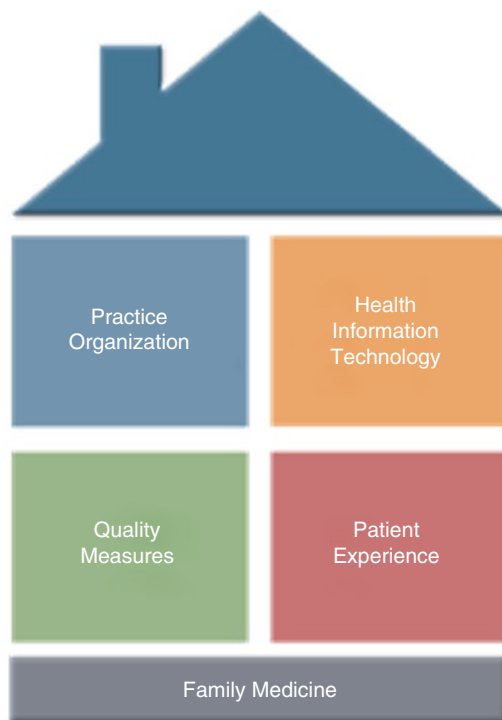 Practice
Organization
Health
Information
Technology
Quality
Measures
Patient
Experience
Family Medicine